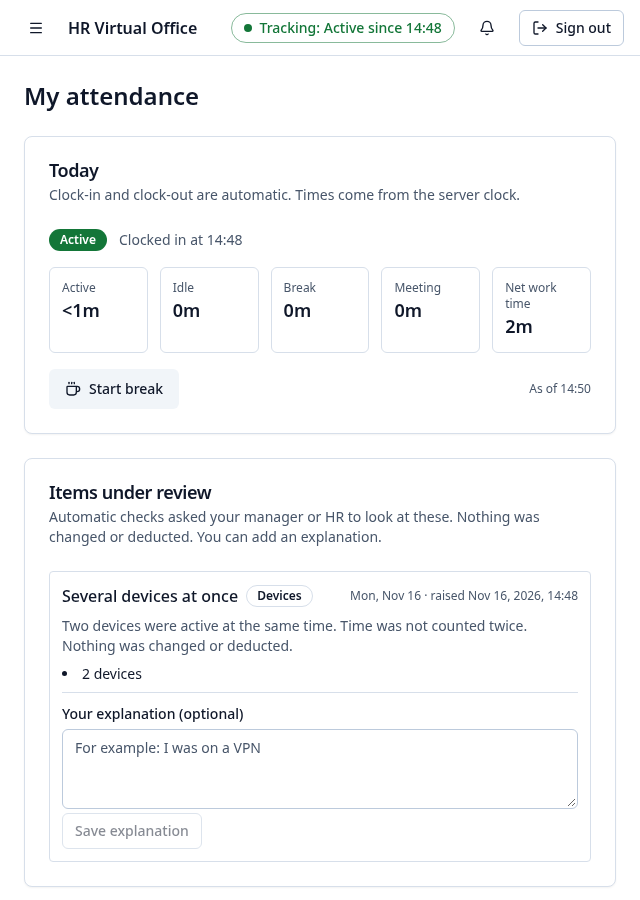 HR Virtual Office
Tracking: Active since 14:48
Sign out
My attendance
Today
Clock-in and clock-out are automatic. Times come from the server clock.
Active
Clocked in at 14:48
Active
<1m
Idle
0m
Break
0m
Meeting
0m
Net work
time
2m
Start break
As of 14:50
Items under review
Automatic checks asked your manager or HR to look at these. Nothing was
changed or deducted. You can add an explanation.
Several devices at once
Devices
Mon, Nov 16 · raised Nov 16, 2026, 14:48
Two devices were active at the same time. Time was not counted twice.
Nothing was changed or deducted.
• 2 devices
Your explanation (optional)
For example: I was on a VPN
Save explanation